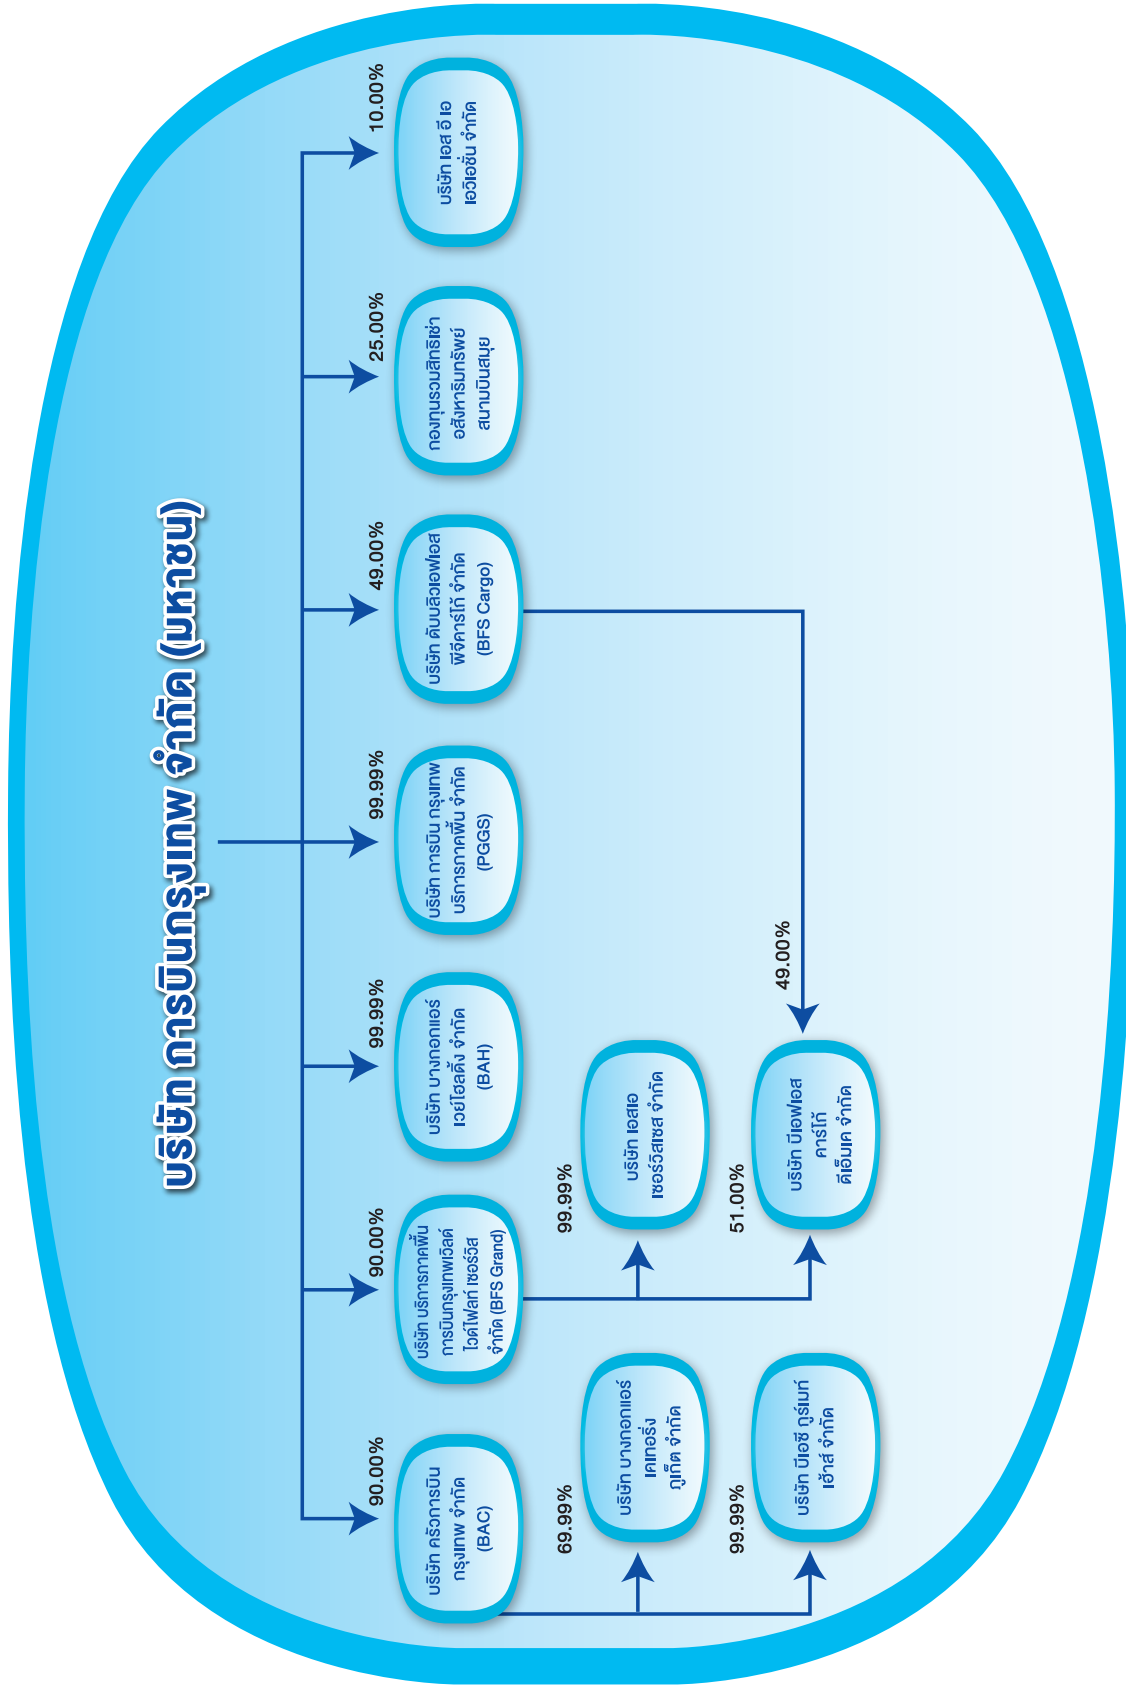 บริษัท การบินกรุงเทพ จำกัด (มหาชน)
90.00%
90.00%
99.99%
99.99%
49.00%
25.00%
10.00%
บริษัท ครัวการบิน
กรุงเทพ จำกัด
(BAC)
บริษัท บริการภาคพื้น
การบินกรุงเทพเวิลด์
ไวด์ไฟลท์ เซอร์วิส
จำกัด (BFS Grand)
บริษัท บางกอกแอร์
เวย์โฮลดิ้ง จำกัด
(BAH)
บริษัท การบิน กรุงเทพ
บริการภาคพื้น จำกัด
(PGGS)
บริษัท ดับบลิวเอฟเอส
พีจีคาร์โก้ จำกัด
(BFS Cargo)
กองทุนรวมสิทธิเช่า
อสังหาริมทรัพย์
สนามบินสมุย
บริษัท เอส อี เอ
เอวิเอชั่น จำกัด
69.99%
99.99%
บริษัท บางกอกแอร์
เคเทอริ่ง
ภูเก็ต จำกัด
บริษัท เอสเอ
เซอร์วิสเซส จำกัด
99.99%
51.00%
49.00%
บริษัท บีเอซี กูร์เมท์
เฮ้าส์ จำกัด
บริษัท บีเอฟเอส
คาร์โก้
ดีเอ็มเค จำกัด